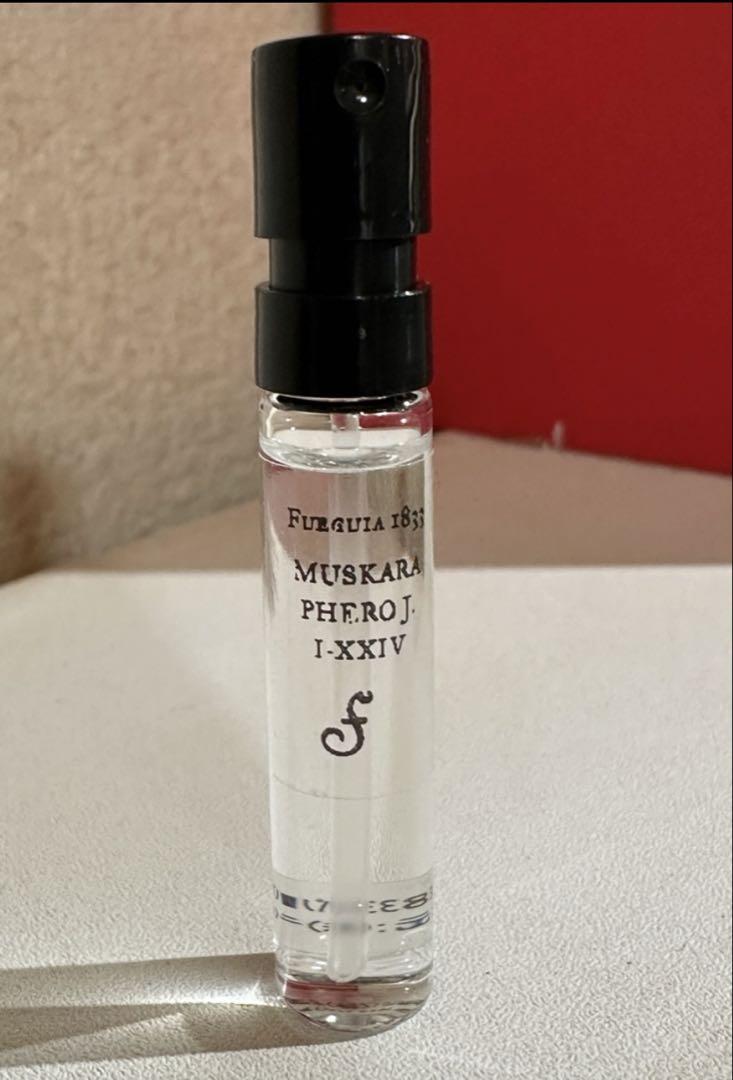 FUEGUIA 1833
MUSKARA
PHERO J.
I-XXIV
f